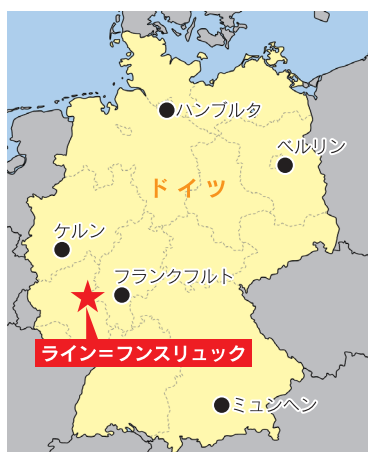 ハンブルタ
ベルリン
ドイツ
ケルン
フランクフルト
ライン＝フンスリュック
ミュンヘン